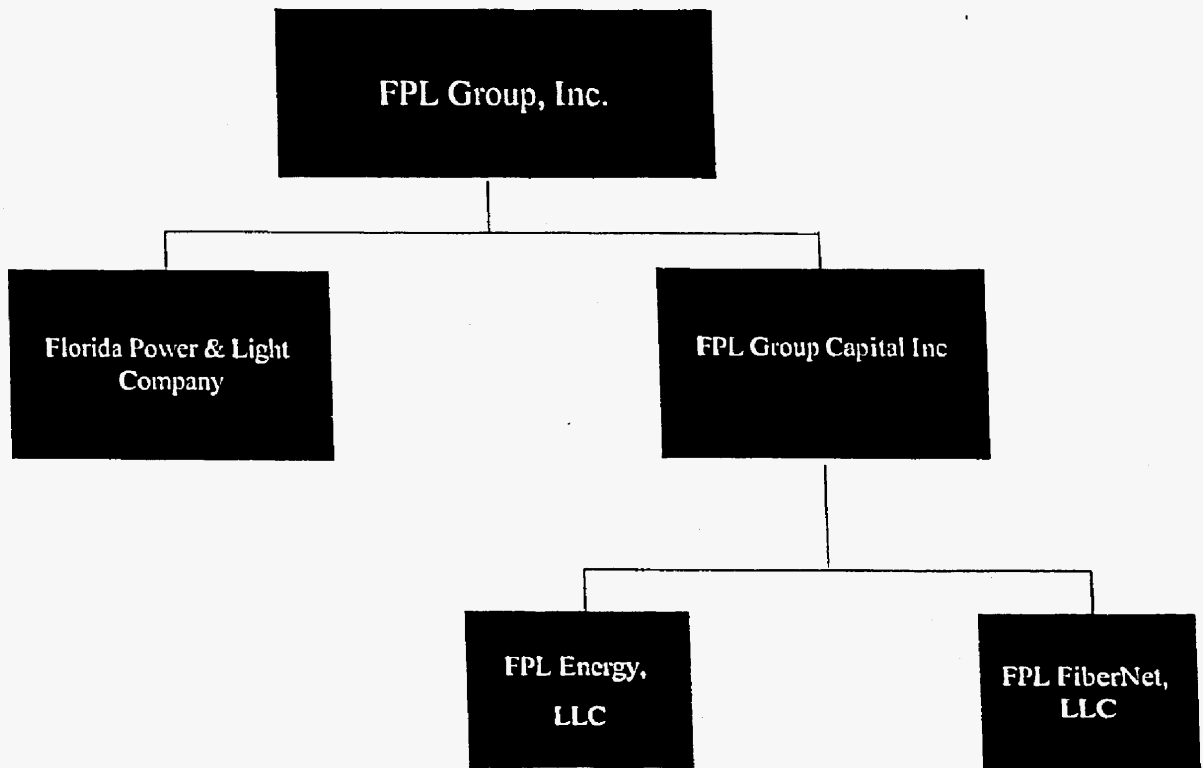 FPL Group, Inc.
Florida Power & Light
Company
FPL Group Capital Inc
FPL Energy,
LLC
FPL FiberNet,
LLC